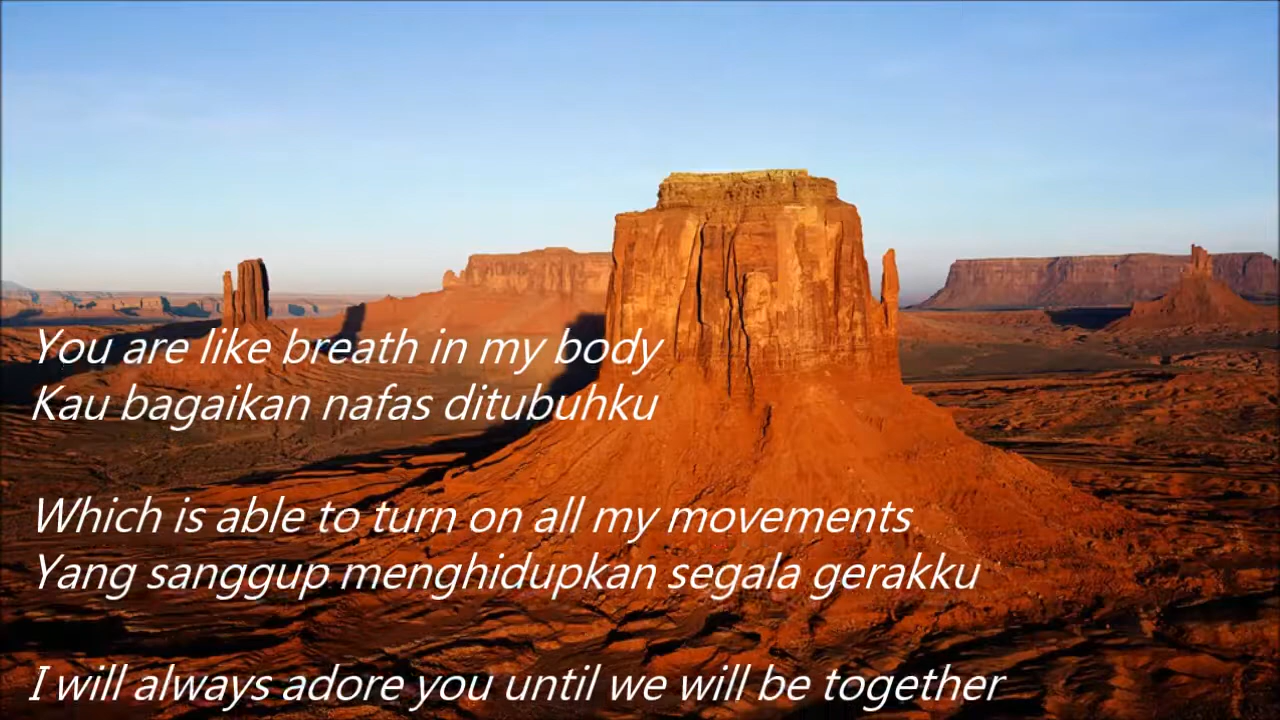 You are like breath in my body
Kau bagaikan nafas ditubuhku
Which is able to turn on all my movements
Yang sanggup menghidupkan segala gerakku
I will always adore you until we will be together